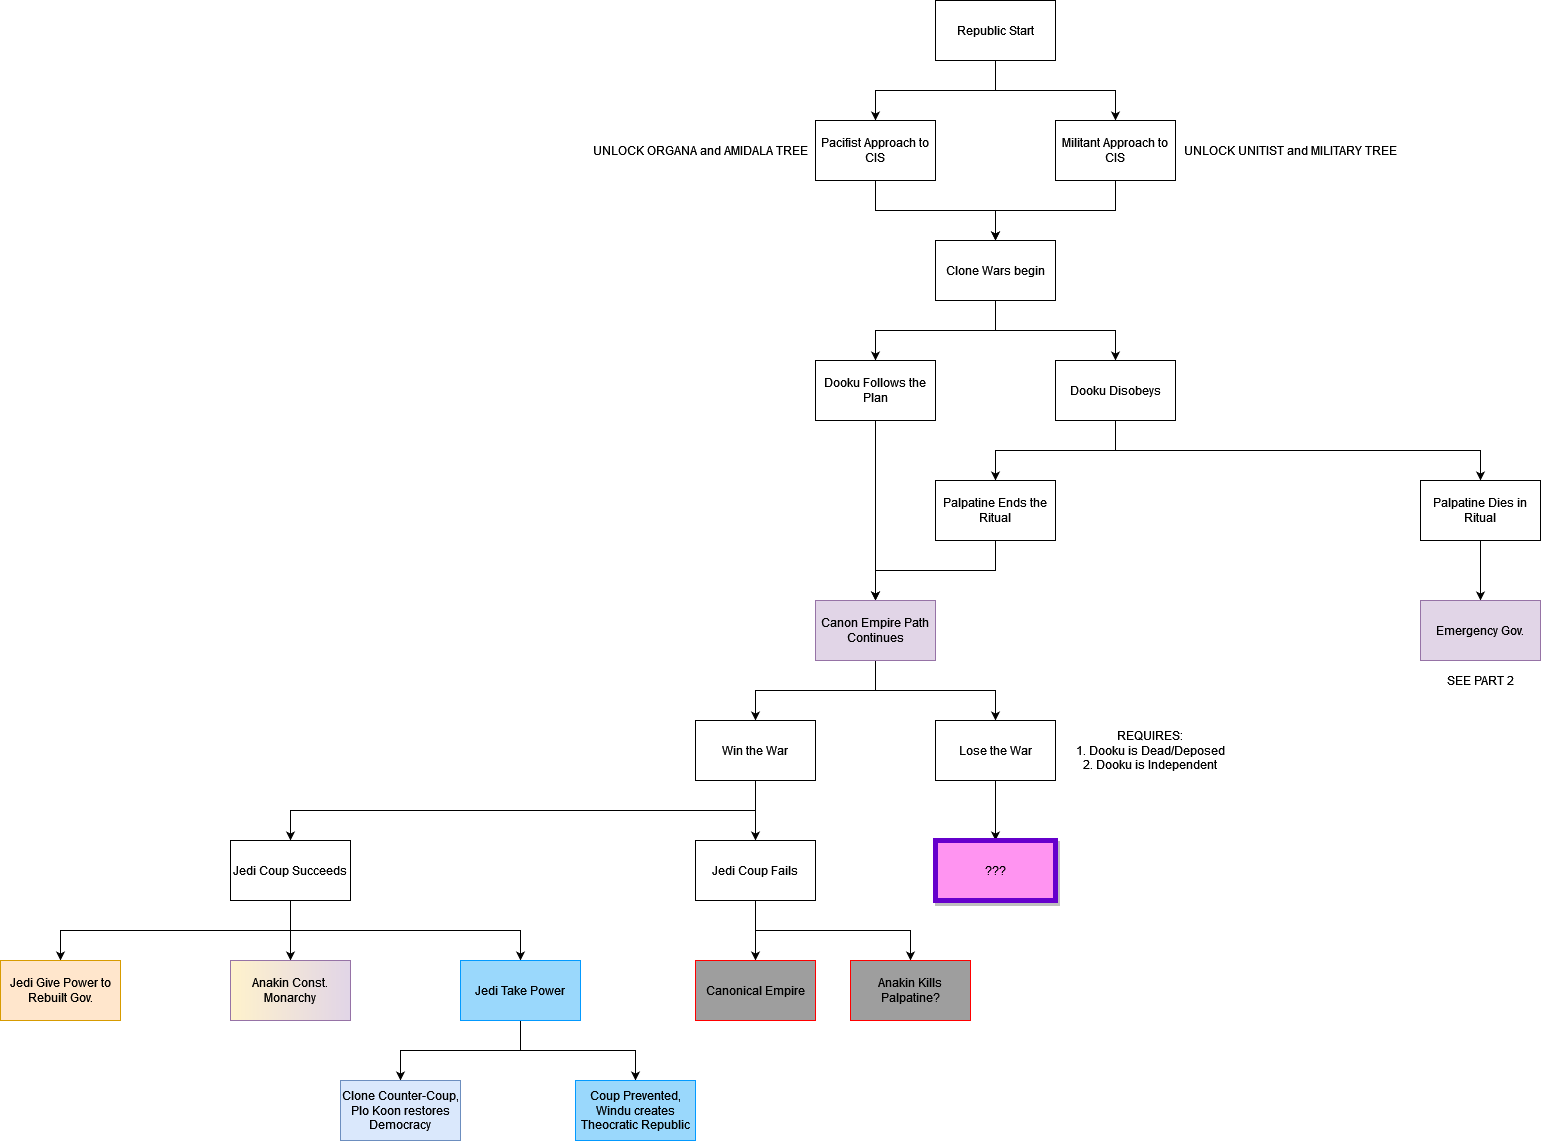 Republic Start
UNLOCK ORGANA and AMIDALA TREE
Pacifist Approach to
CIS
Militant Approach to
CIS
UNLOCK UNITIST and MILITARY TREE
Clone Wars begin
Dooku Follows the
Plan
Dooku Disobeys
Palpatine Ends the
Ritual
Palpatine Dies in
Ritual
Canon Empire Path
Continues
Emergency Gov.
SEE PART 2
Win the War
Lose the War
REQUIRES:
1. Dooku is Dead/Deposed
2. Dooku is Independent
Jedi Coup Succeeds
Jedi Coup Fails
???
Jedi Give Power to
Rebuilt Gov.
Anakin Const.
Monarchy
Jedi Take Power
Canonical Empire
Anakin Kills
Palpatine?
Clone Counter-Coup,
Plo Koon restores
Democracy
Coup Prevented,
Windu creates
Theocratic Republic